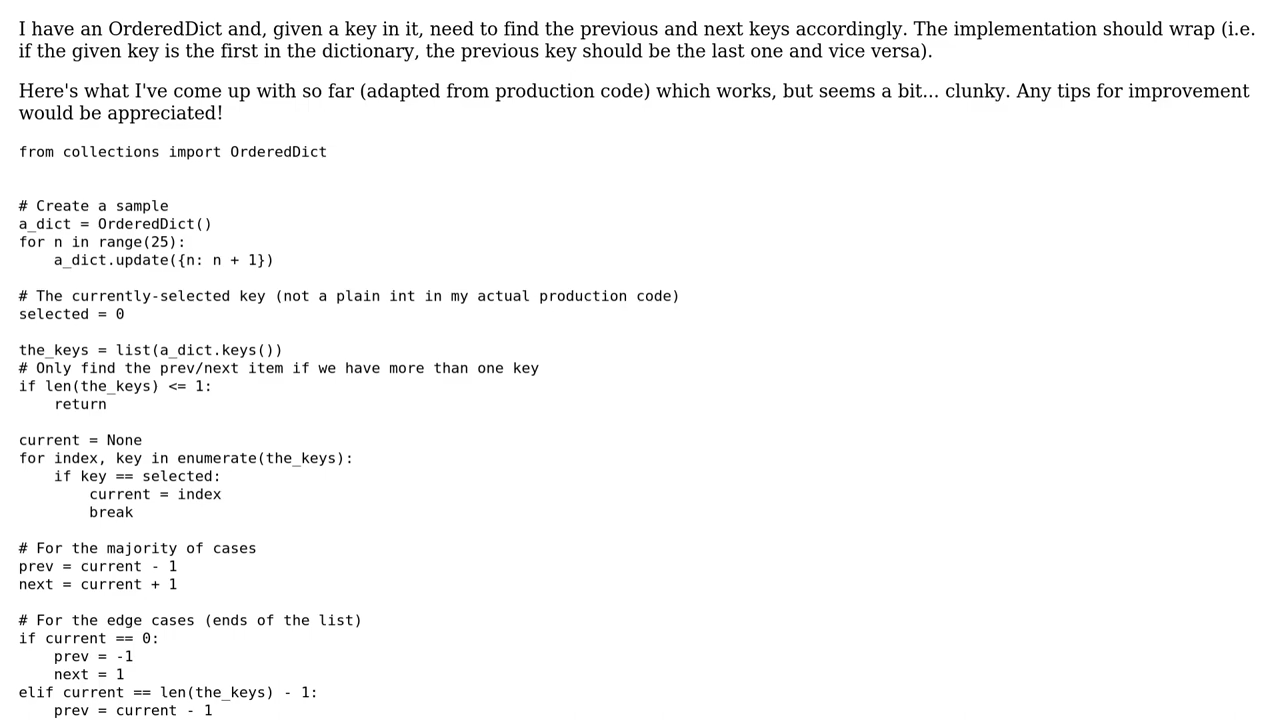 I have an OrderedDict and, given a key in it, need to find the previous and next keys accordingly. The implementation should wrap (i.e.
if the given key is the first in the dictionary, the previous key should be the last one and vice versa).
Here's what I've come up with so far (adapted from production code) which works, but seems a bit... clunky. Any tips for improvement
would be appreciated!
from collections import OrderedDict
# Create a sample
a_dict = OrderedDict()
for n in range(25):
    a_dict.update({n: n + 1})
# The currently-selected key (not a plain int in my actual production code)
selected = 0
the_keys = list(a_dict.keys())
# Only find the prev/next item if we have more than one key
if len(the_keys) <= 1:
    return
current = None
for index, key in enumerate(the_keys):
    if key == selected:
        current = index
        break
# For the majority of cases
prev = current - 1
next = current + 1
# For the edge cases (ends of the list)
if current == 0:
    prev = -1
    next = 1
elif current == len(the_keys) - 1:
    prev = current - 1